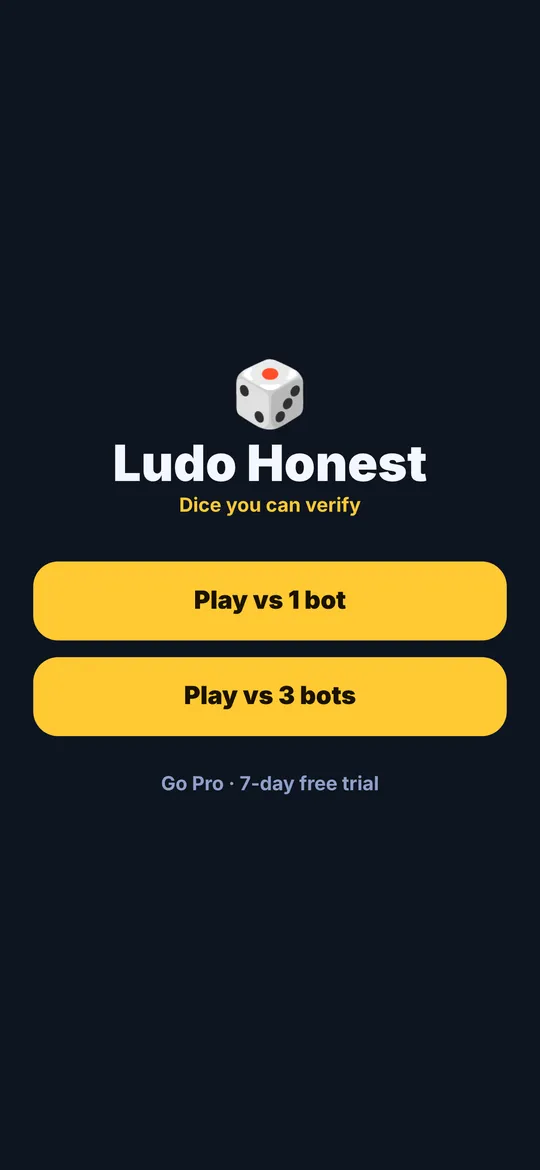 Ludo Honest
Dice you can verify
Play vs 1 bot
Play vs 3 bots
Go Pro · 7-day free trial